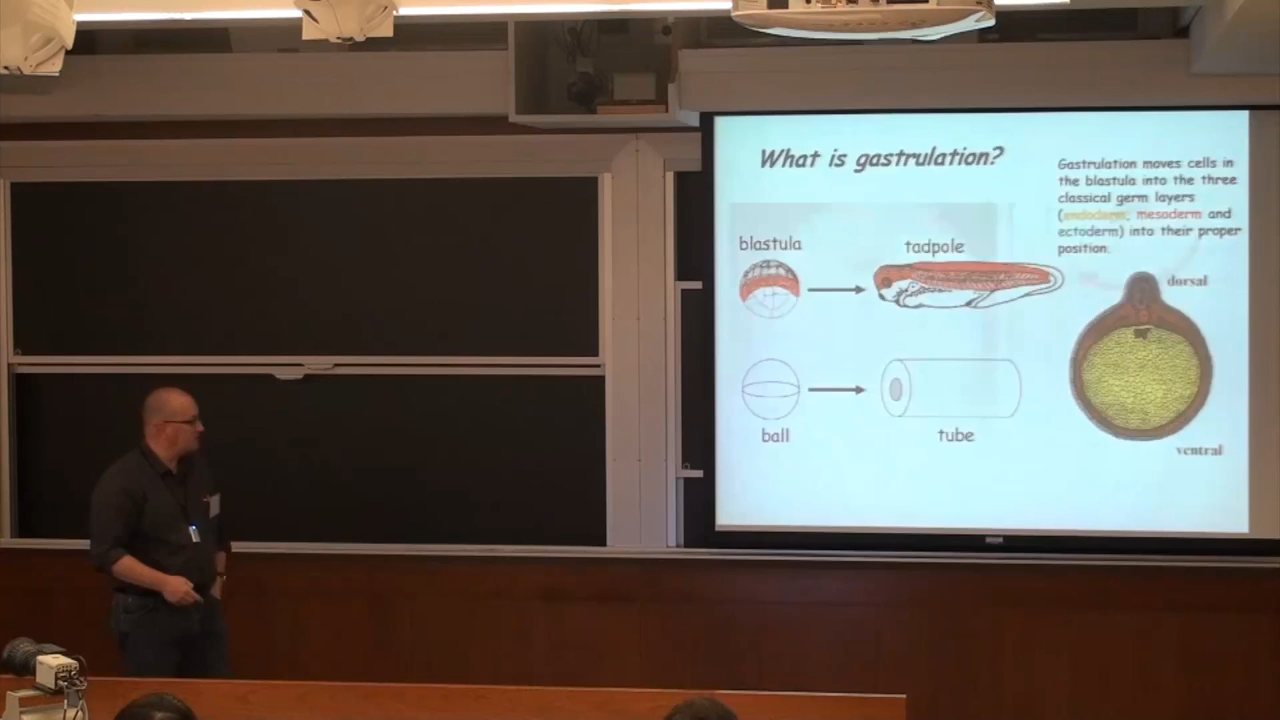 What is gastrulation?
Gastrulation moves cells in
the blastula into the three
classical germ layers
(endoderm, mesoderm and
ectoderm) into their proper
position.
blastula
tadpole
dorsal
ball
tube
ventral